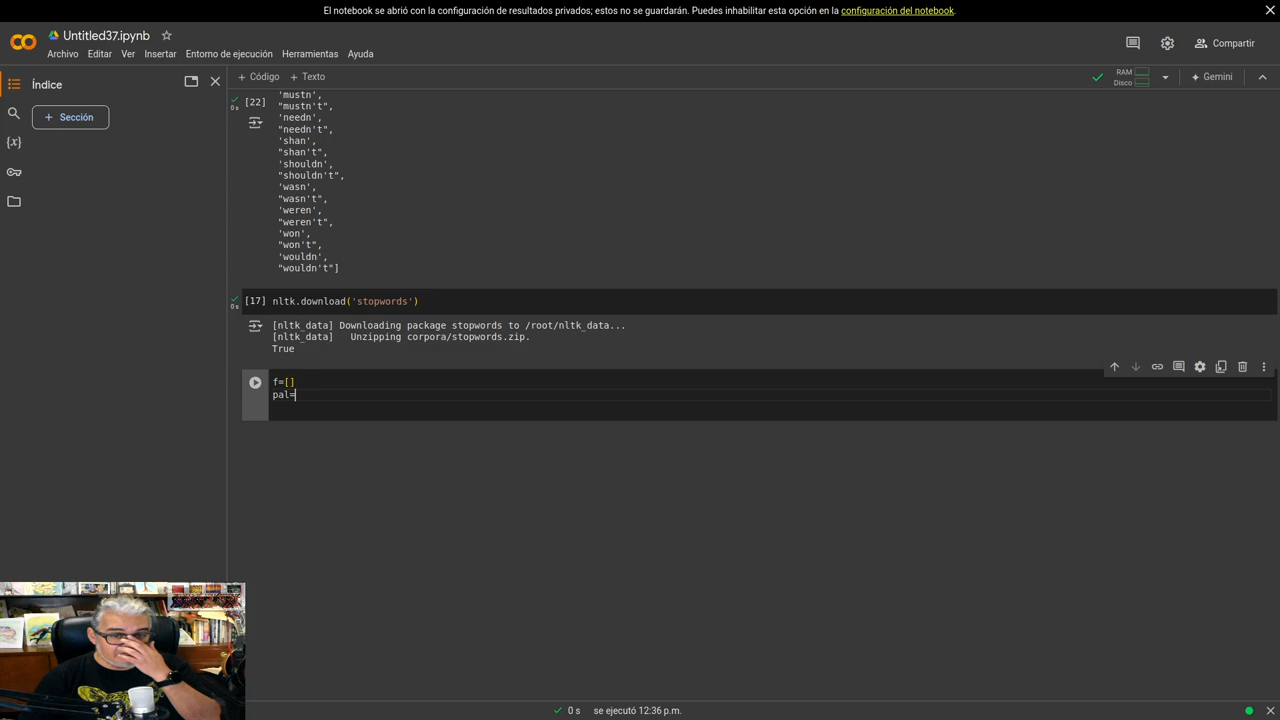 El notebook se abrió con la configuración de resultados privados; estos no se guardarán. Puedes inhabilitar esta opción en la configuración del notebook.
Untitled37.ipynb
Archivo Editar Ver Insertar Entorno de ejecución Herramientas Ayuda
Compartir
Índice
+ Sección
+ Código + Texto
RAM
Disco
Gemini
[22]
0 s
'mustn',
"mustn't",
'needn',
"needn't",
'shan',
"shan't",
'shouldn',
"shouldn't",
'wasn',
"wasn't",
'weren',
"weren't",
'won',
"won't",
'wouldn',
"wouldn't"]
[17] nltk.download('stopwords')
0 s
[nltk_data] Downloading package stopwords to /root/nltk_data...
[nltk_data]   Unzipping corpora/stopwords.zip.
True
f=[]
pal=
0 s se ejecutó 12:36 p.m.